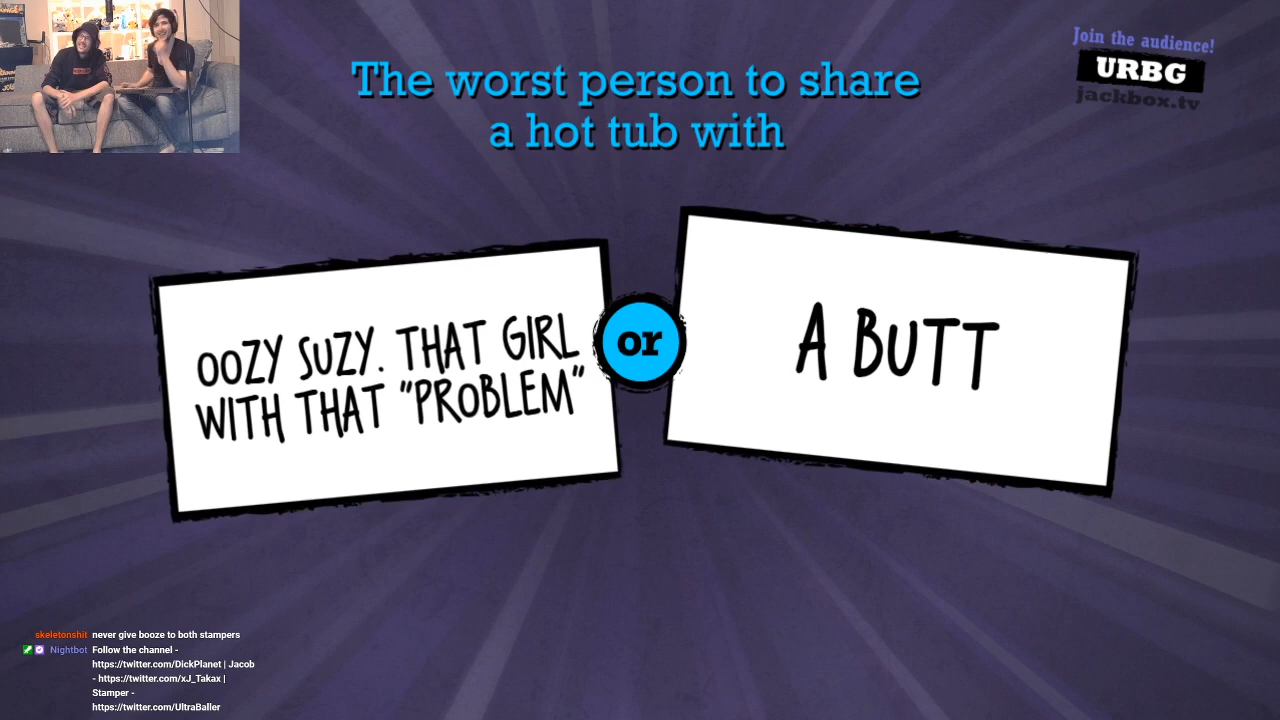 Join the audience!
URBG
jackbox.tv
The worst person to share
a hot tub with
OOZY SUZY. THAT GIRL
WITH THAT "PROBLEM"
or
A BUTT
skeletonshit never give booze to both stampers
Nightbot Follow the channel -
https://twitter.com/DickPlanet | Jacob
- https://twitter.com/xJ_Takax |
Stamper -
https://twitter.com/UltraBaller